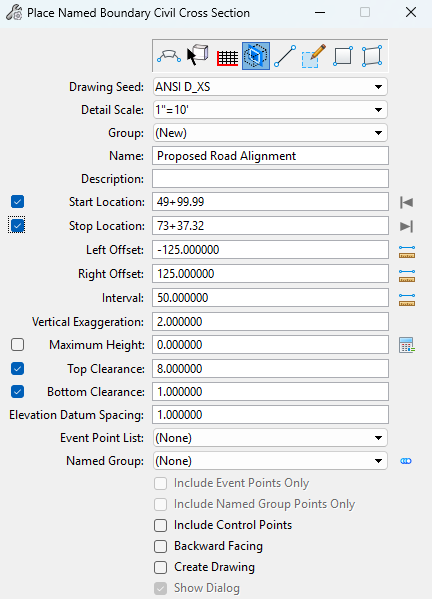 Place Named Boundary Civil Cross Section
Drawing Seed: ANSI D_XS
Detail Scale: 1"=10'
Group: (New)
Name: Proposed Road Alignment
Description:
Start Location: 49+99.99
Stop Location: 73+37.32
Left Offset: -125.000000
Right Offset: 125.000000
Interval: 50.000000
Vertical Exaggeration: 2.000000
Maximum Height: 0.000000
Top Clearance: 8.000000
Bottom Clearance: 1.000000
Elevation Datum Spacing: 1.000000
Event Point List: (None)
Named Group: (None)
Include Event Points Only
Include Named Group Points Only
Include Control Points
Backward Facing
Create Drawing
Show Dialog